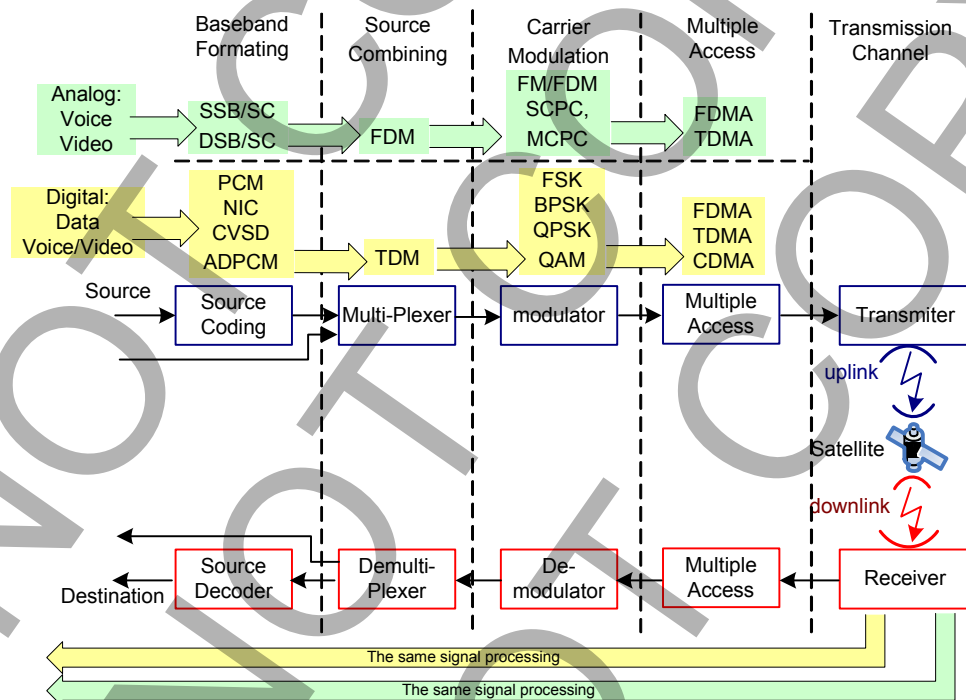 Baseband
Formating
Source
Combining
Carrier
Modulation
Multiple
Access
Transmission
Channel
Analog:
Voice
Video
SSB/SC
DSB/SC
FDM
FM/FDM
SCPC,
MCPC
FDMA
TDMA
Digital:
Data
Voice/Video
PCM
NIC
CVSD
ADPCM
TDM
FSK
BPSK
QPSK
QAM
FDMA
TDMA
CDMA
Source
Source
Coding
Multi-Plexer
modulator
Multiple
Access
Transmiter
uplink
Satellite
downlink
Destination
Source
Decoder
Demulti-
Plexer
De-
modulator
Multiple
Access
Receiver
The same signal processing
The same signal processing